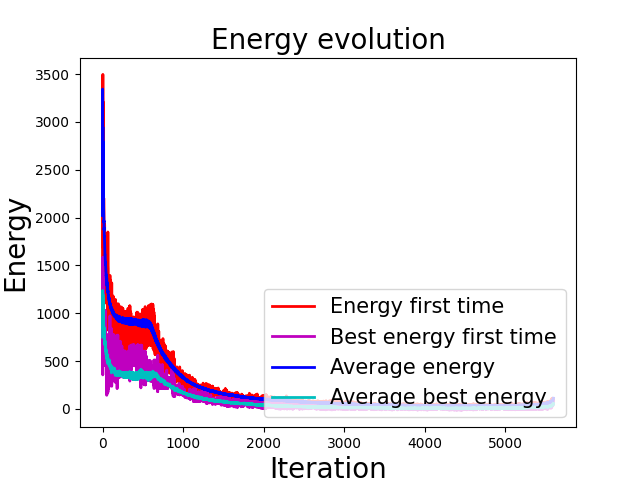 Energy evolution
Energy
3500
3000
2500
2000
1500
1000
500
0
Energy first time
Best energy first time
Average energy
Average best energy
0 1000 2000 3000 4000 5000
Iteration